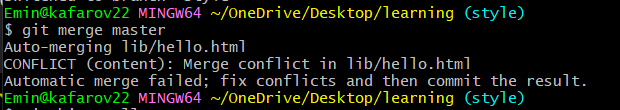 Emin@kafarov22 MINGW64 ~/OneDrive/Desktop/learning (style)
$ git merge master
Auto-merging lib/hello.html
CONFLICT (content): Merge conflict in lib/hello.html
Automatic merge failed; fix conflicts and then commit the result.
Emin@kafarov22 MINGW64 ~/OneDrive/Desktop/learning (style)